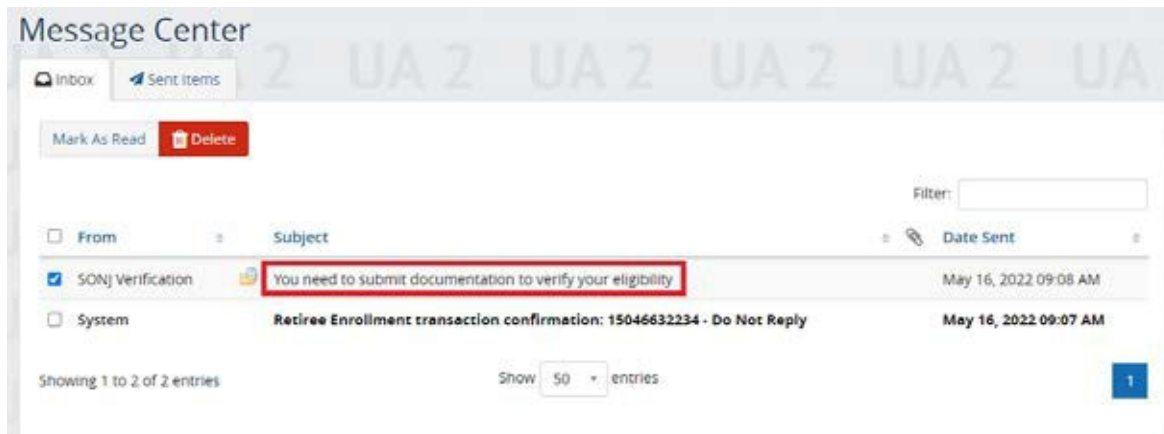 Message Center
UA 2 UA 2 UA 2 UA 2 UA 2 UA
Inbox Sent Items
Mark As Read Delete
Filter:
From Subject Date Sent
SONJ Verification You need to submit documentation to verify your eligibility May 16, 2022 09:08 AM
System Retiree Enrollment transaction confirmation: 15046632234 - Do Not Reply May 16, 2022 09:07 AM
Showing 1 to 2 of 2 entries Show 50 entries 1